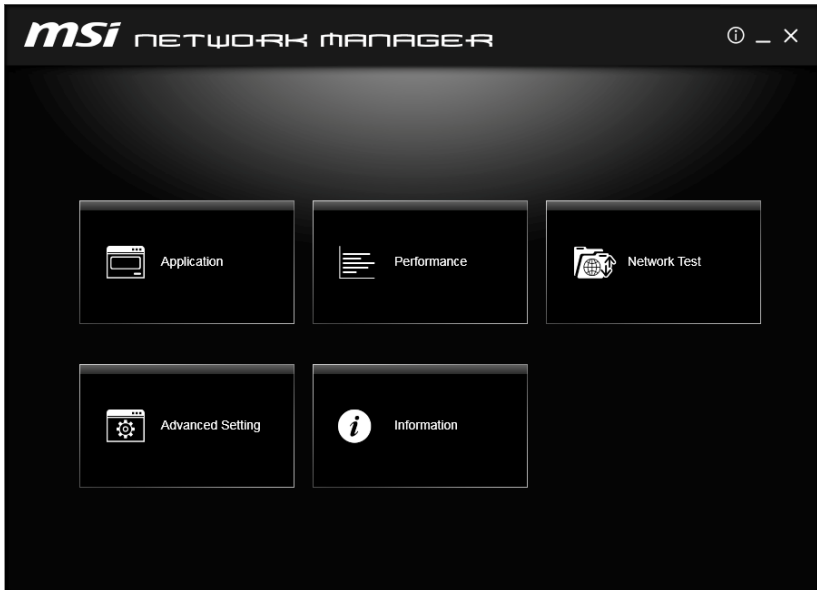 msi NETWORK MANAGER
Application
Performance
Network Test
Advanced Setting
Information